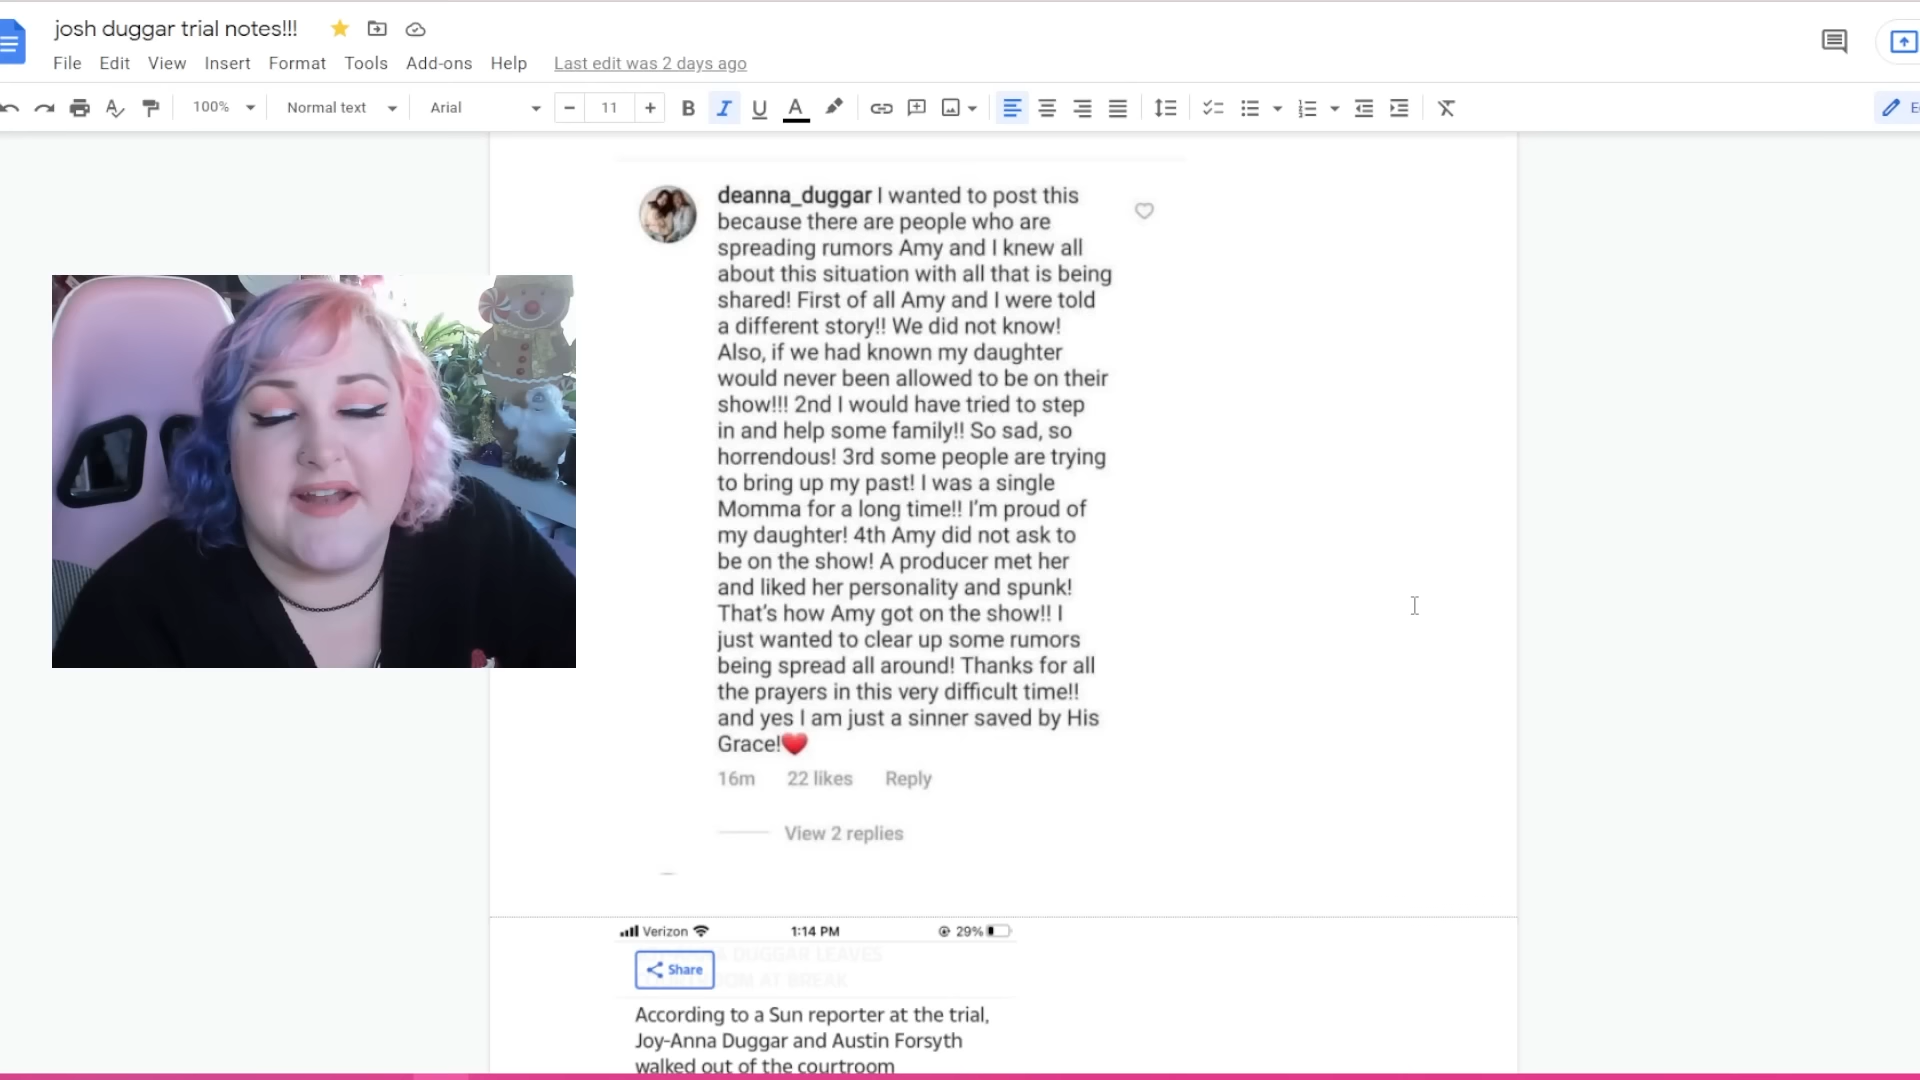 josh duggar trial notes!!!
File Edit View Insert Format Tools Add-ons Help Last edit was 2 days ago
100% Normal text Arial 11
deanna_duggar I wanted to post this
because there are people who are
spreading rumors Amy and I knew all
about this situation with all that is being
shared! First of all Amy and I were told
a different story!! We did not know!
Also, if we had known my daughter
would never been allowed to be on their
show!!! 2nd I would have tried to step
in and help some family!! So sad, so
horrendous! 3rd some people are trying
to bring up my past! I was a single
Momma for a long time!! I'm proud of
my daughter! 4th Amy did not ask to
be on the show! A producer met her
and liked her personality and spunk!
That's how Amy got on the show!! I
just wanted to clear up some rumors
being spread all around! Thanks for all
the prayers in this very difficult time!!
and yes I am just a sinner saved by His
Grace!❤️
16m 22 likes Reply
View 2 replies
Verizon 1:14 PM 29%
DUGGAR LEAVES
Share AT BREAK
According to a Sun reporter at the trial,
Joy-Anna Duggar and Austin Forsyth
walked out of the courtroom